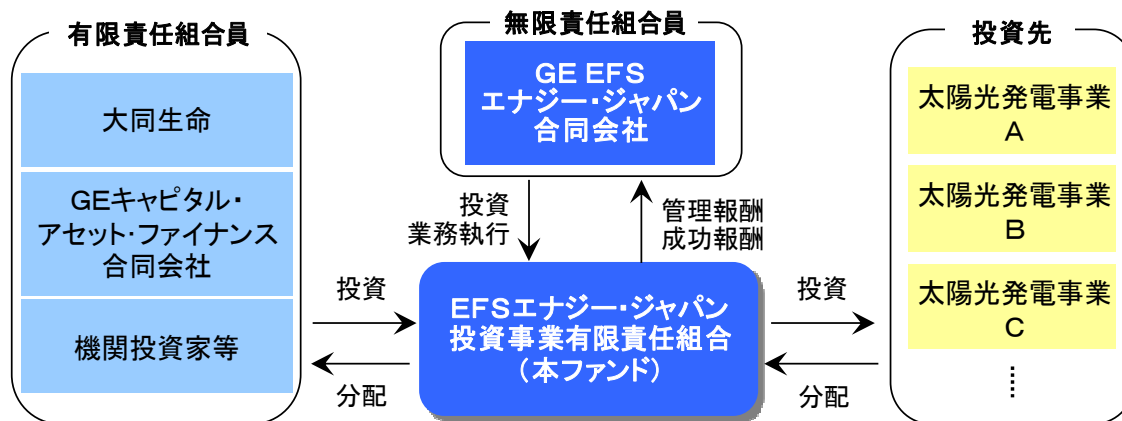 有限責任組合員
大同生命
GEキャピタル・
アセット・ファイナンス
合同会社
機関投資家等
無限責任組合員
GE EFS
エナジー・ジャパン
合同会社
投資
業務執行
管理報酬
成功報酬
投資
分配
EFSエナジー・ジャパン
投資事業有限責任組合
(本ファンド)
投資
分配
投資先
太陽光発電事業
A
太陽光発電事業
B
太陽光発電事業
C